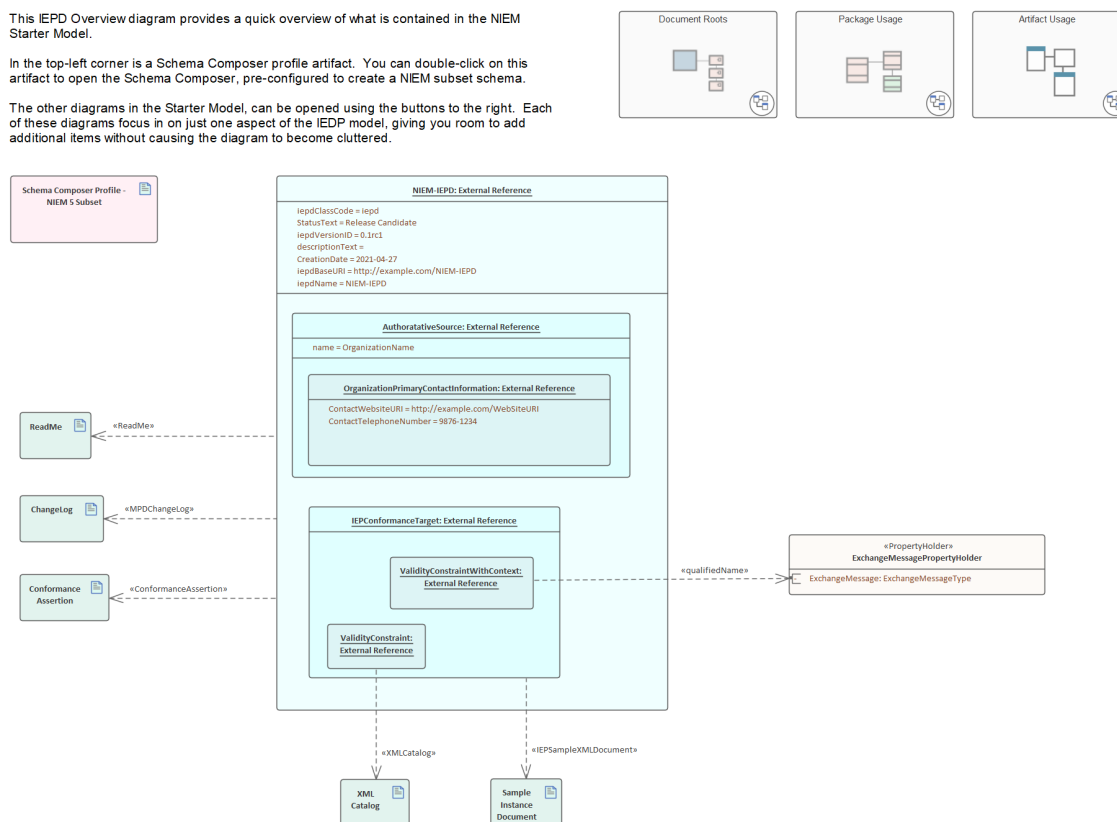 This IEPD Overview diagram provides a quick overview of what is contained in the NIEM
Starter Model.
In the top-left corner is a Schema Composer profile artifact.  You can double-click on this
artifact to open the Schema Composer, pre-configured to create a NIEM subset schema.
The other diagrams in the Starter Model, can be opened using the buttons to the right.  Each
of these diagrams focus in on just one aspect of the IEDP model, giving you room to add
additional items without causing the diagram to become cluttered.
Document Roots
Package Usage
Artifact Usage
Schema Composer Profile -
NIEM 5 Subset
NIEM-IEPD: External Reference
iepdClassCode = iepd
StatusText = Release Candidate
iepdVersionID = 0.1rc1
descriptionText =
CreationDate = 2021-04-27
iepdBaseURI = http://example.com/NIEM-IEPD
iepdName = NIEM-IEPD
AuthoratativeSource: External Reference
name = OrganizationName
OrganizationPrimaryContactInformation: External Reference
ContactWebsiteURI = http://example.com/WebSiteURI
ContactTelephoneNumber = 9876-1234
ReadMe
«ReadMe»
ChangeLog
«MPDChangeLog»
Conformance
Assertion
«ConformanceAssertion»
IEPConformanceTarget: External Reference
ValidityConstraintWithContext:
External Reference
«qualifiedName»
«PropertyHolder»
ExchangeMessagePropertyHolder
ExchangeMessage: ExchangeMessageType
ValidityConstraint:
External Reference
«XMLCatalog»
«IEPSampleXMLDocument»
XML
Catalog
Sample
Instance
Document